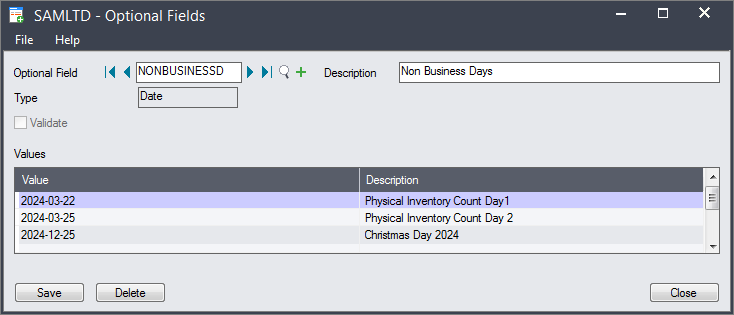 SAMLTD - Optional Fields
File Help
Optional Field NONBUSINESSD Description Non Business Days
Type Date
Validate
Values
Value Description
2024-03-22 Physical Inventory Count Day1
2024-03-25 Physical Inventory Count Day 2
2024-12-25 Christmas Day 2024
Save Delete Close